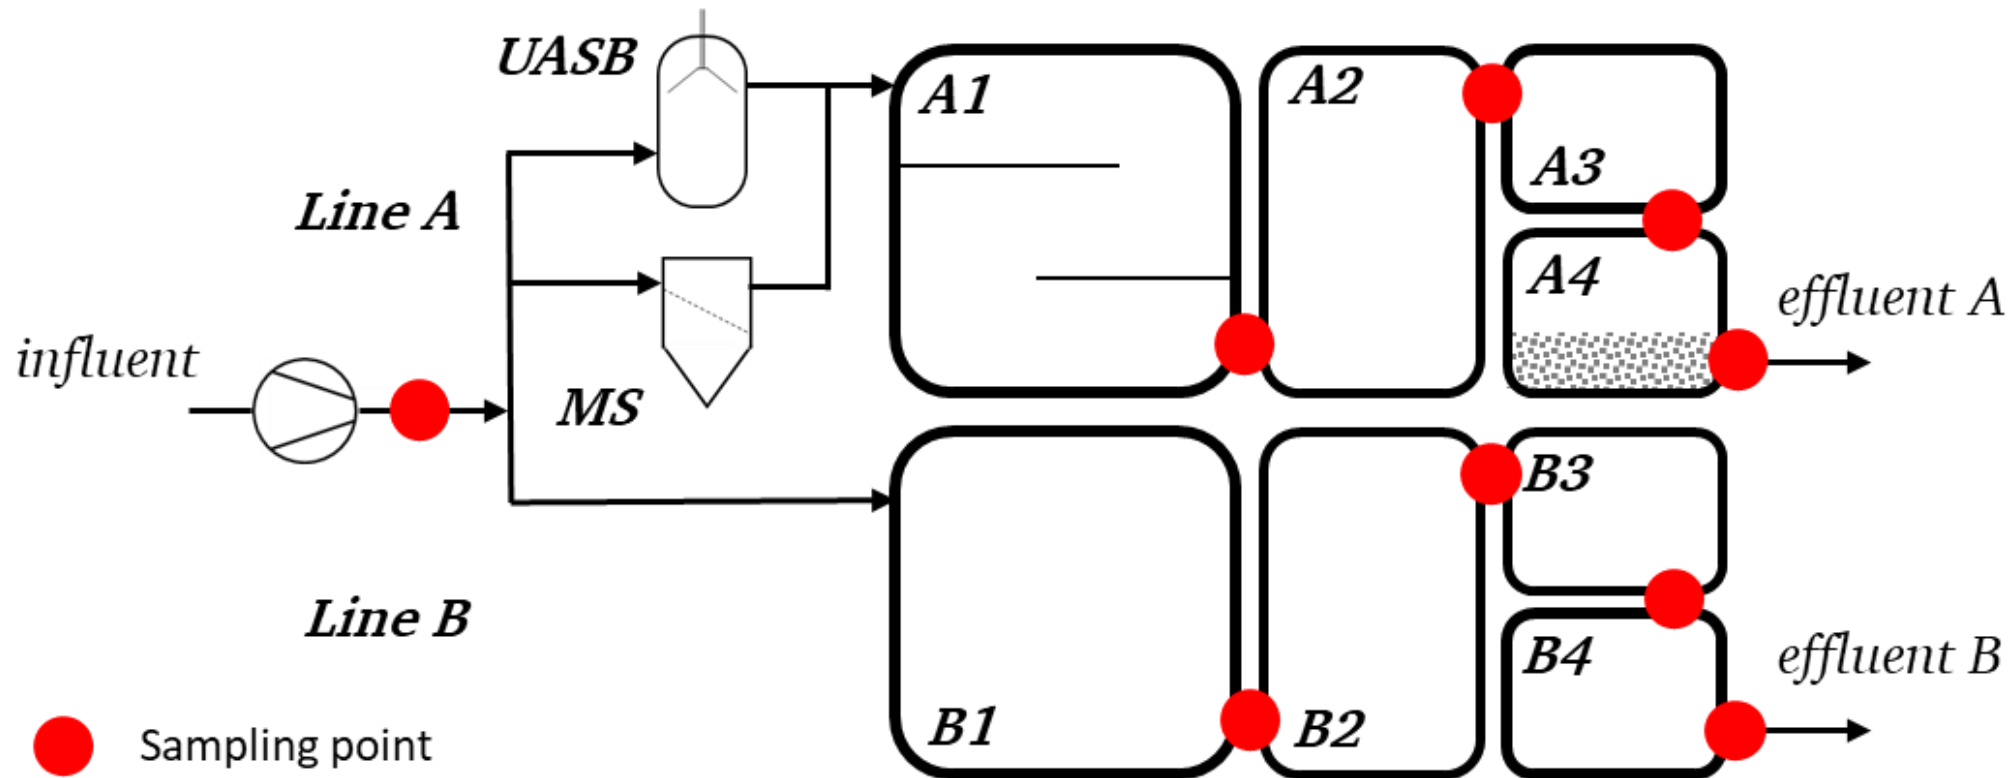 UASB
A1
A2
A3
Line A
A4
effluent A
influent
MS
B3
Line B
B4
effluent B
B1
B2
Sampling point